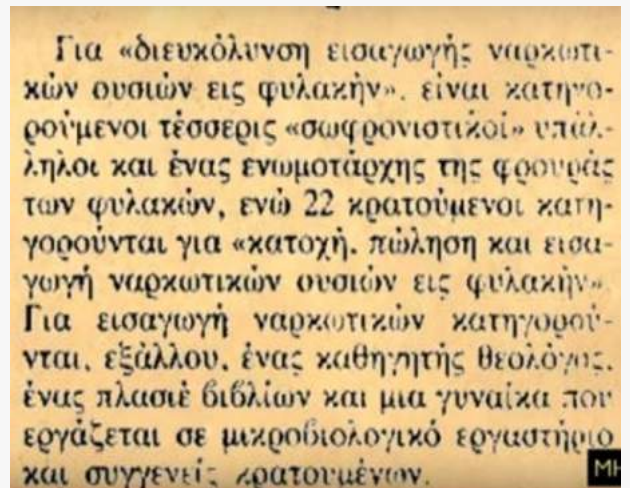 Για «διευκόλυνση εισαγωγής ναρκωτι-
κών ουσιών εις φυλακήν». είναι κατηγο-
ρούμενοι τέσσερις «σωφρονιστικοί» υπάλ-
ληλοι και ένας ενωμοτάρχης της φρουράς
των φυλακών, ενώ 22 κρατούμενοι κατη-
γορούνται για «κατοχή. πώληση και εισα-
γωγή ναρκωτικών ουσιών εις φυλακήν».
Για εισαγωγή ναρκωτικών κατηγορού-
νται. εξάλλου. ένας καθηγητής θεολόγος.
ένας πλασιέ βιβλίων και μια γυναίκα που
εργάζεται σε μικροβιολογικό εργαστήριο
και συγγενείς κρατουμένων.
ΜΗ